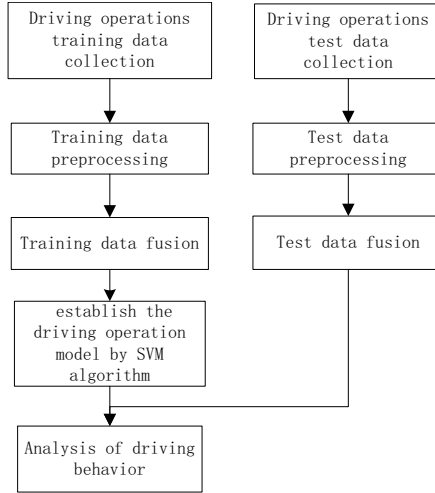 Driving operations
training data
collection
Driving operations
test data
collection
Training data
preprocessing
Test data
preprocessing
Training data fusion
Test data fusion
establish the
driving operation
model by SVM
algorithm
Analysis of driving
behavior